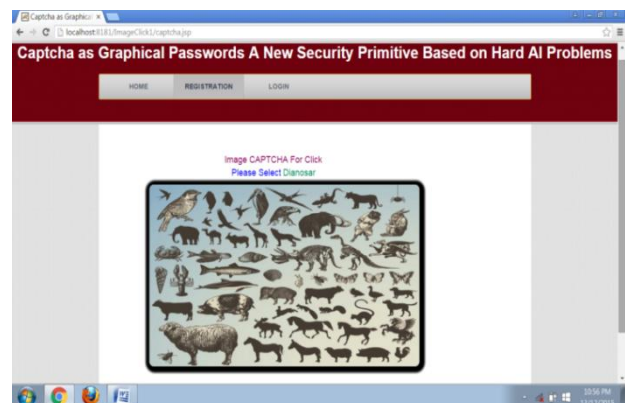 Captcha as Graphical
localhost:8181/ImageClick1/captcha.jsp
Captcha as Graphical Passwords A New Security Primitive Based on Hard AI Problems
HOME REGISTRATION LOGIN
Image CAPTCHA For Click
Please Select Dianosar
10:56 PM